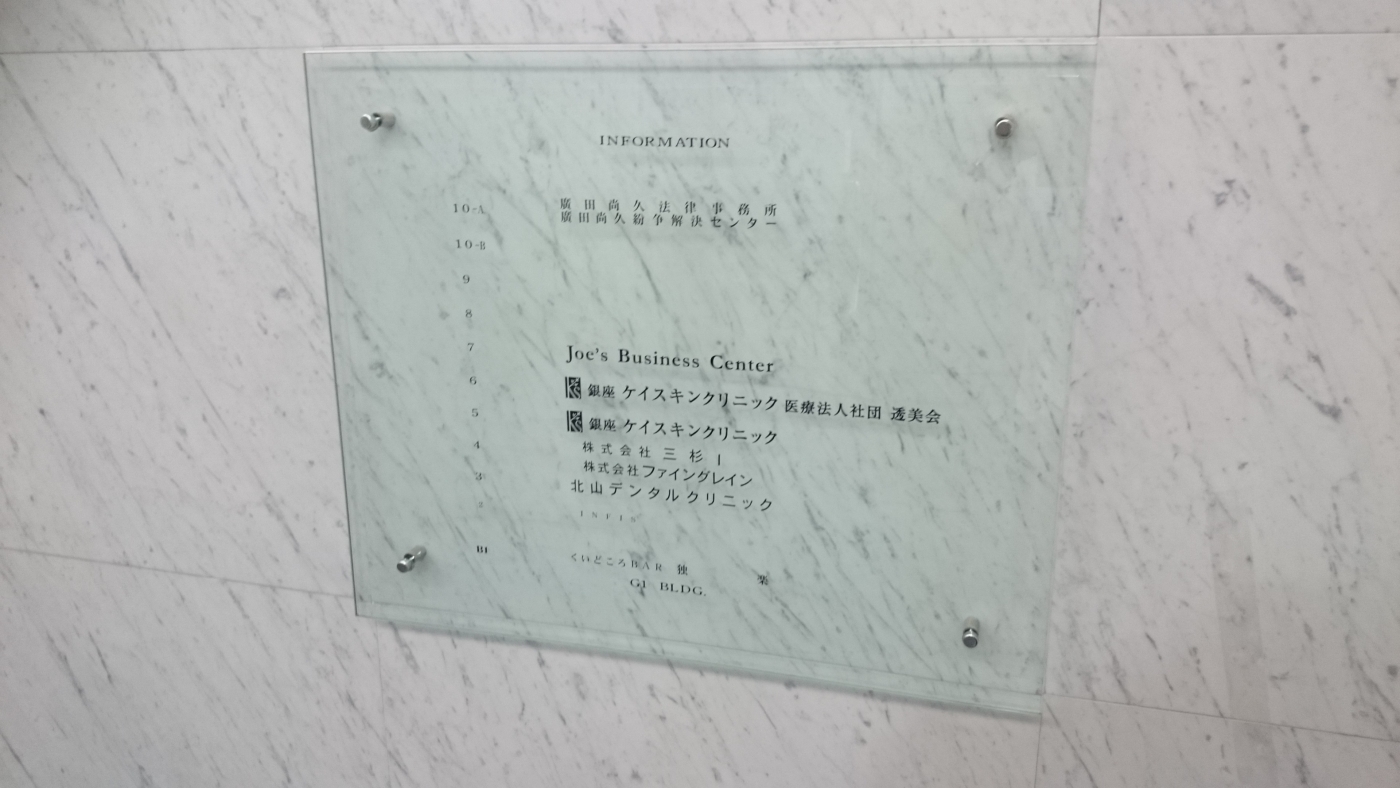 INFORMATION
10-A 廣田尚久法律事務所
廣田尚久紛争解決センター
10-B
9
8
7 Joe's Business Center
6 銀座 ケイスキンクリニック 医療法人社団 透美会
5 銀座 ケイスキンクリニック
4 株式会社 三杉
株式会社ファイングレイン
3 北山デンタルクリニック
2
B1 くいどころBAR 独楽
G1 BLDG.